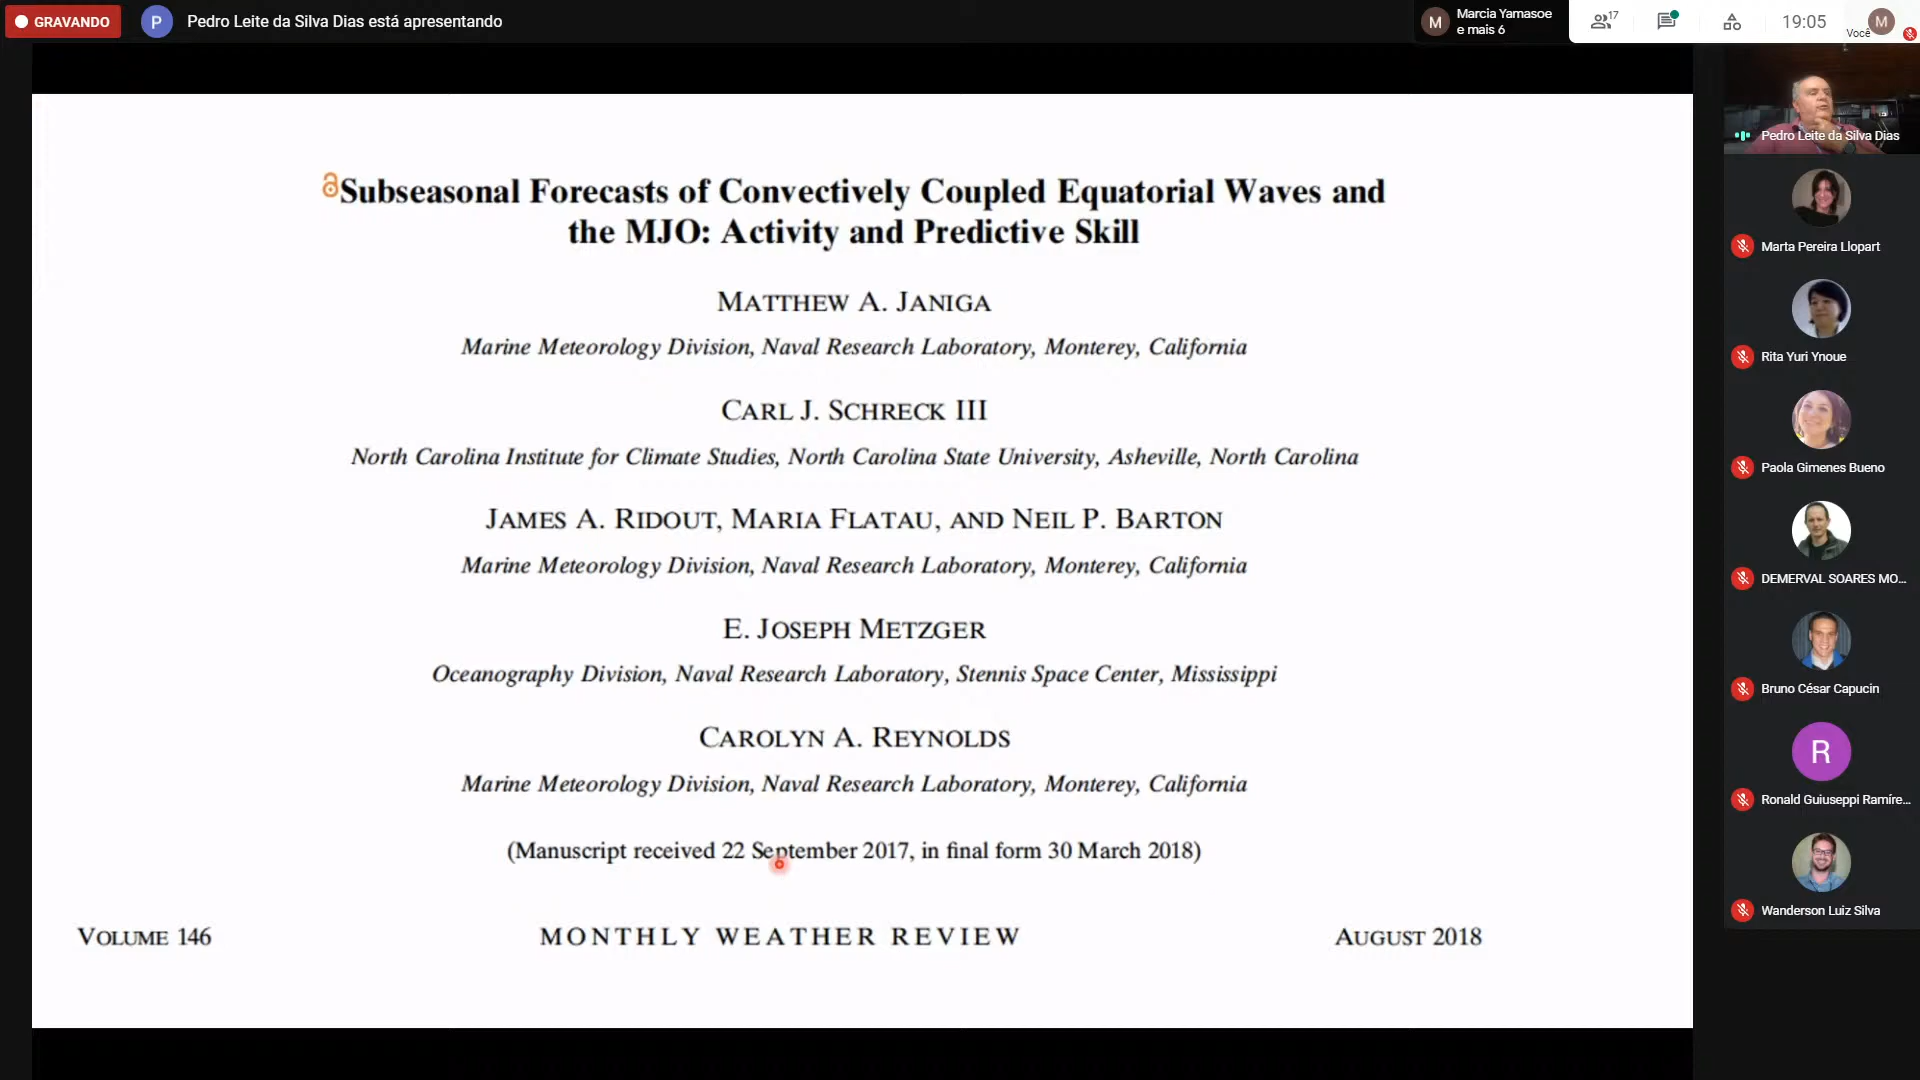 GRAVANDO
P
Pedro Leite da Silva Dias está apresentando
M
Marcia Yamasoe
e mais 6
17
19:05
Você
M
Subseasonal Forecasts of Convectively Coupled Equatorial Waves and
the MJO: Activity and Predictive Skill
MATTHEW A. JANIGA
Marine Meteorology Division, Naval Research Laboratory, Monterey, California
CARL J. SCHRECK III
North Carolina Institute for Climate Studies, North Carolina State University, Asheville, North Carolina
JAMES A. RIDOUT, MARIA FLATAU, AND NEIL P. BARTON
Marine Meteorology Division, Naval Research Laboratory, Monterey, California
E. JOSEPH METZGER
Oceanography Division, Naval Research Laboratory, Stennis Space Center, Mississippi
CAROLYN A. REYNOLDS
Marine Meteorology Division, Naval Research Laboratory, Monterey, California
(Manuscript received 22 September 2017, in final form 30 March 2018)
VOLUME 146
MONTHLY WEATHER REVIEW
AUGUST 2018
Pedro Leite da Silva Dias
Marta Pereira Llopart
Rita Yuri Ynoue
Paola Gimenes Bueno
DEMERVAL SOARES MO...
Bruno César Capucin
R
Ronald Guiuseppi Ramíre...
Wanderson Luiz Silva